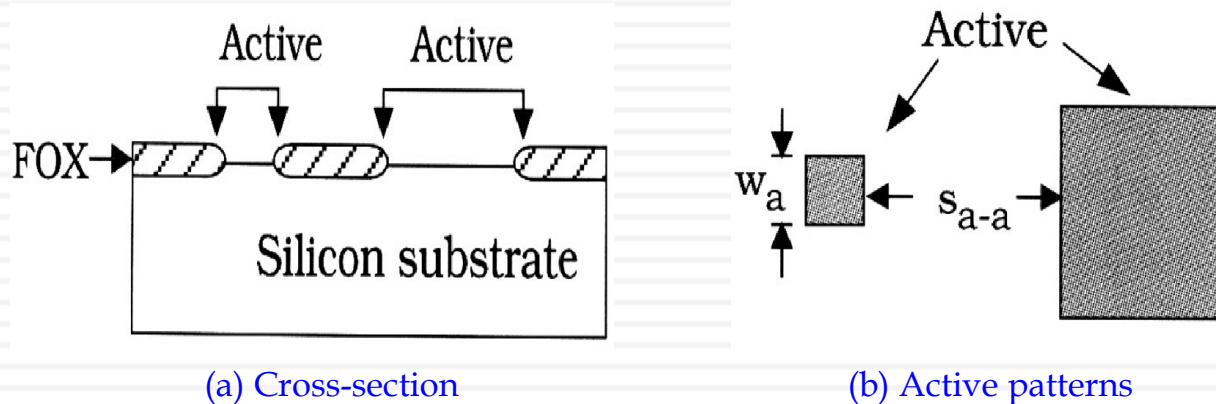 Active
Active
FOX
Silicon substrate
(a) Cross-section
Active
wa
sa-a
(b) Active patterns